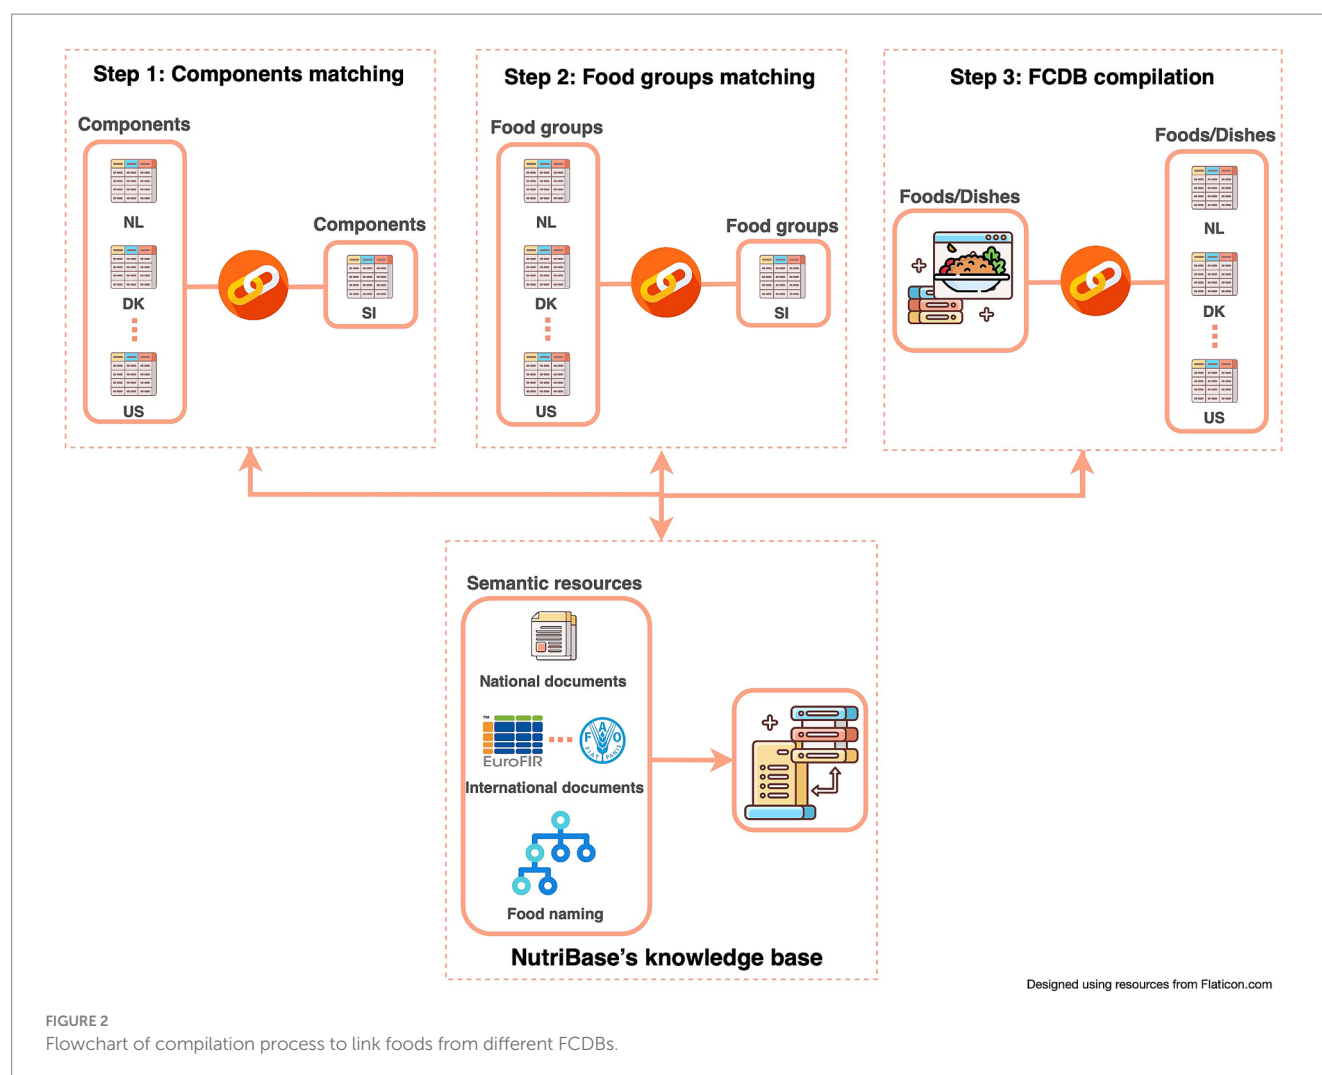 Step 1: Components matching
Components
NL
DK
US
Components
SI
Step 2: Food groups matching
Food groups
NL
DK
US
Food groups
SI
Step 3: FCDB compilation
Foods/Dishes
Foods/Dishes
NL
DK
US
Semantic resources
National documents
™
EuroFIR
F A O
FIAT PANIS
International documents
Food naming
NutriBase's knowledge base
Designed using resources from Flaticon.com
FIGURE 2
Flowchart of compilation process to link foods from different FCDBs.